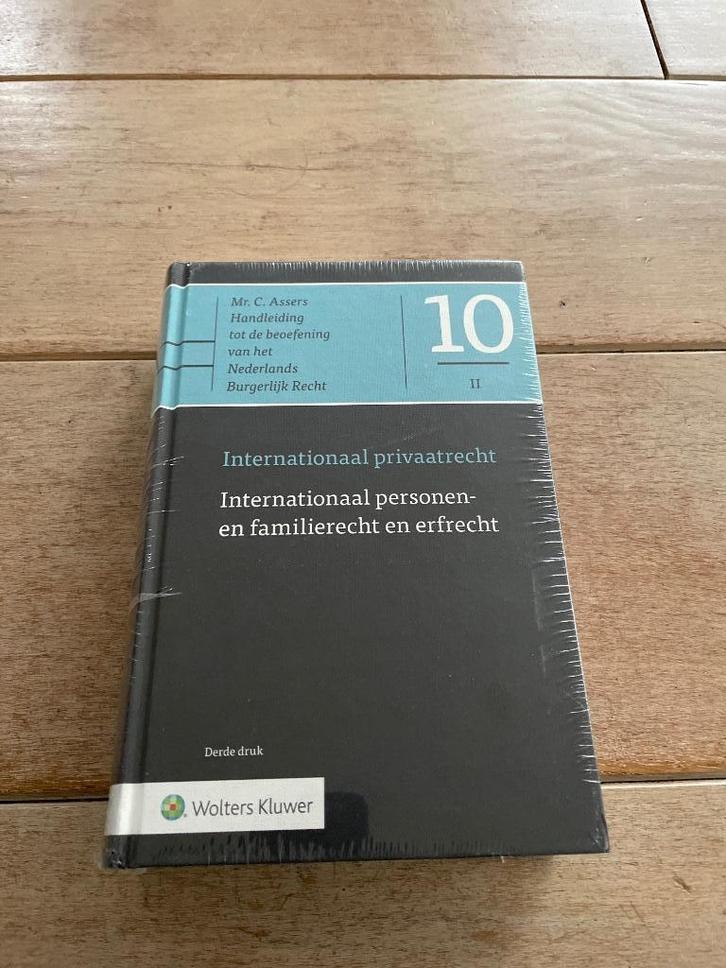 Mr. C. Assers
Handleiding
tot de beoefening
van het
Nederlands
Burgerlijk Recht
10
II
Internationaal privaatrecht
Internationaal personen-
en familierecht en erfrecht
Derde druk
Wolters Kluwer